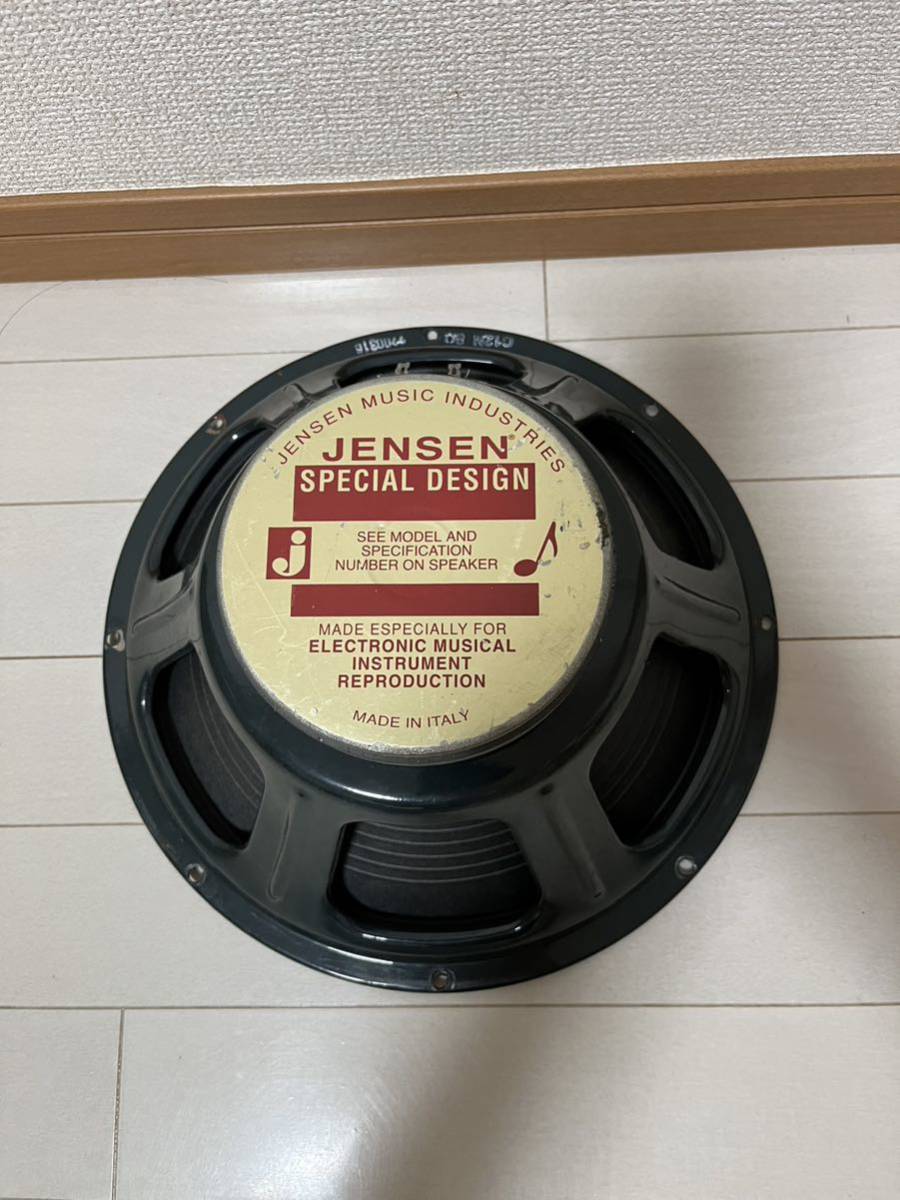 C12N 8Ω
JENSEN MUSIC INDUSTRIES
JENSEN®
SPECIAL DESIGN
j
SEE MODEL AND
SPECIFICATION
NUMBER ON SPEAKER
MADE ESPECIALLY FOR
ELECTRONIC MUSICAL
INSTRUMENT
REPRODUCTION
MADE IN ITALY